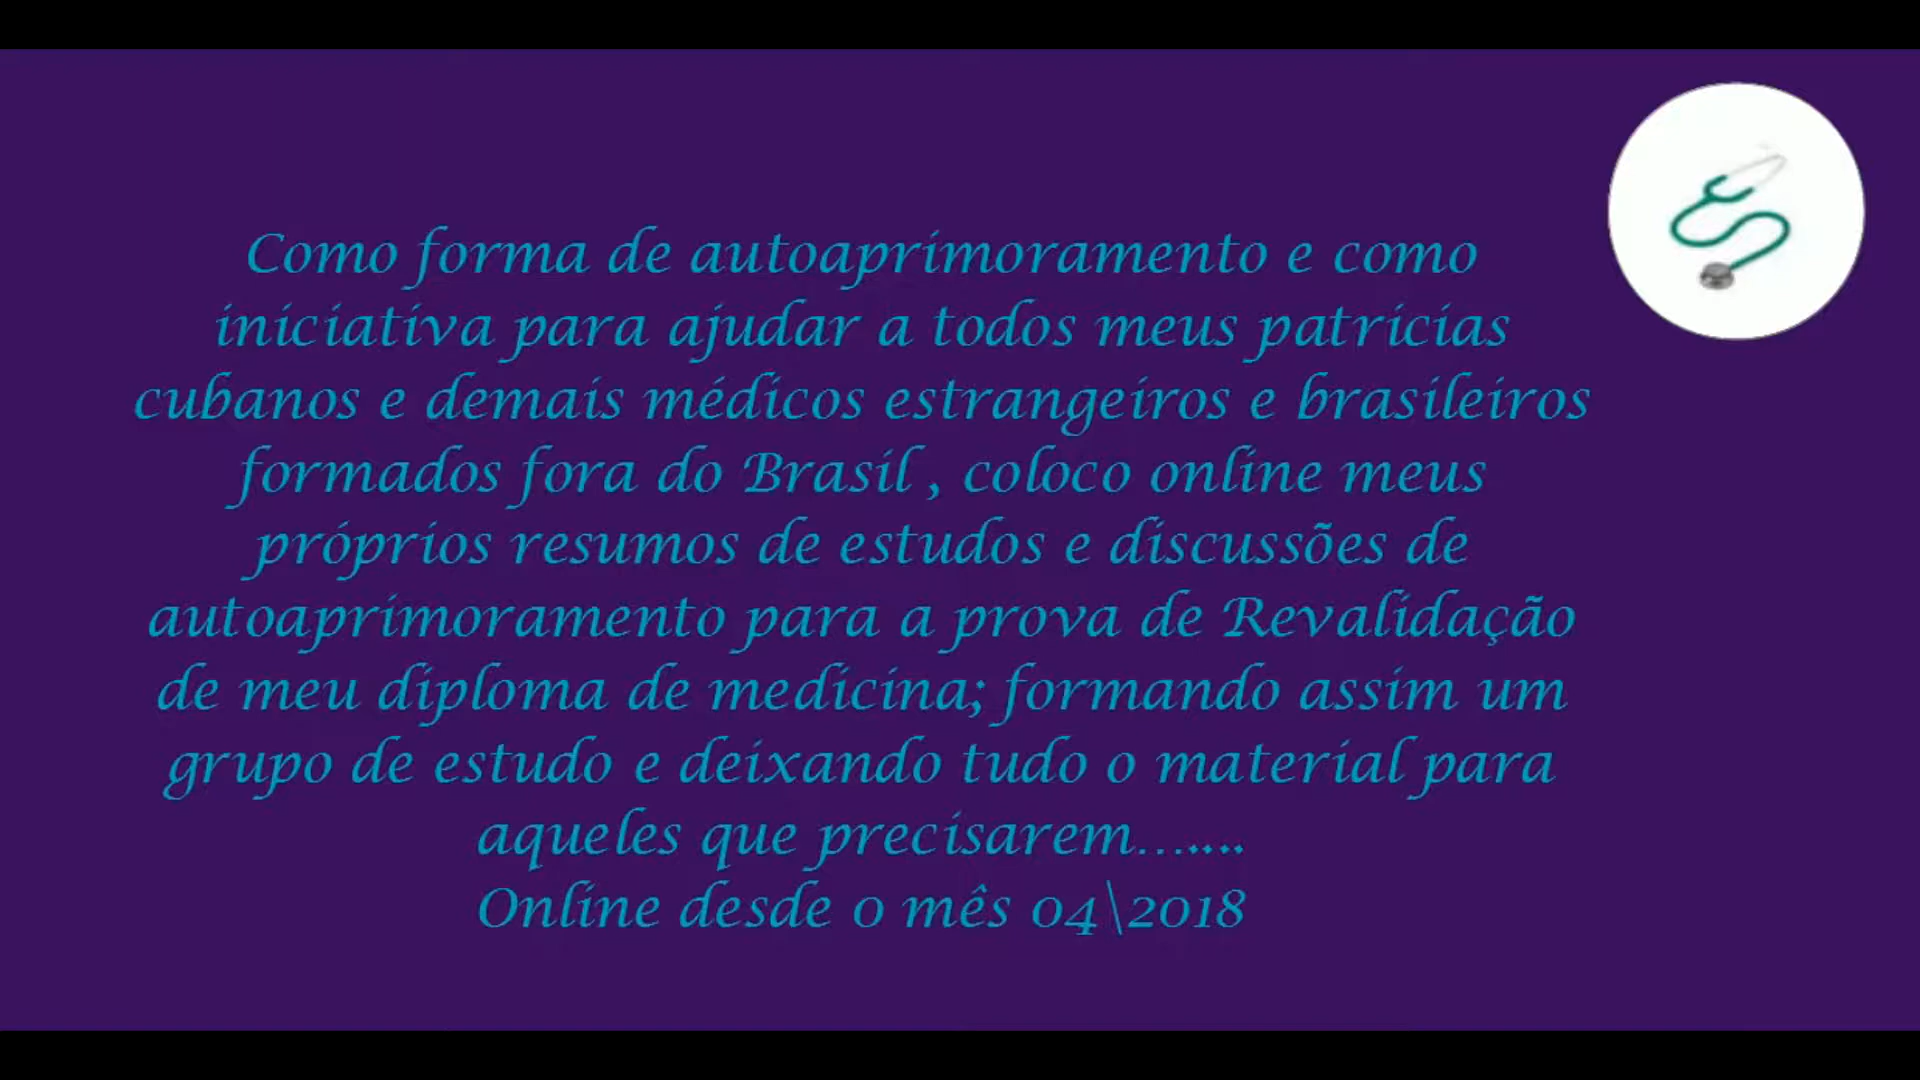 Como forma de autoaprimoramento e como
iniciativa para ajudar a todos meus patricias
cubanos e demais médicos estrangeiros e brasileiros
formados fora do Brasil , coloco online meus
próprios resumos de estudos e discussões de
autoaprimoramento para a prova de Revalidação
de meu diploma de medicina; formando assim um
grupo de estudo e deixando tudo o material para
aqueles que precisarem…....
Online desde o mês 04\2018